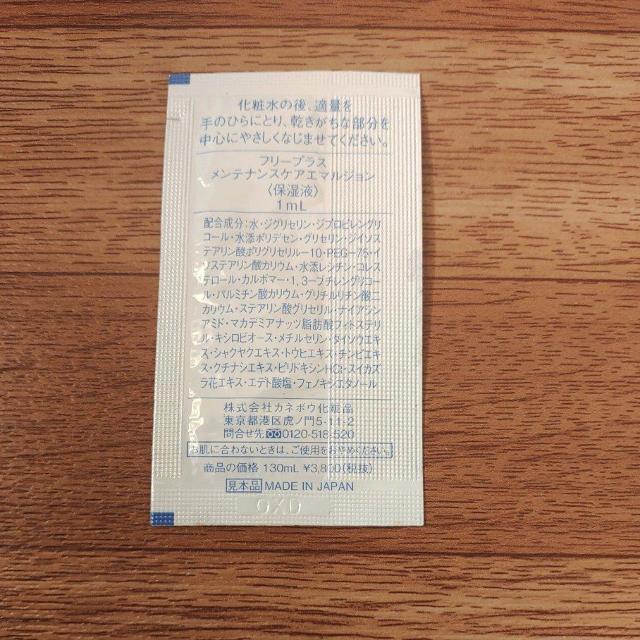 化粧水の後、適量を
手のひらにとり、乾きがちな部分を
中心にやさしくなじませてください。
フリープラス
メンテナンスケアエマルジョン
〈保湿液〉
1mL
配合成分:水・ジグリセリン・ジプロピレングリ
コール・水添ポリデセン・グリセリン・ジイソス
テアリン酸ポリグリセリル-10・PEG-75・イ
ソステアリン酸カリウム・水添レシチン・コレス
テロール・カルボマー・1,3-ブチレングリコー
ル・パルミチン酸カリウム・グリチルリチン酸二
カリウム・ステアリン酸グリセリル・ナイアシン
アミド・マカデミアナッツ脂肪酸フィトステリ
ル・キシロビオース・メチルセリン・タイソウエキ
ス・シャクヤクエキス・トウヒエキス・チンピエキ
ス・クチナシエキス・ピリドキシンHCl・スイカズ
ラ花エキス・エデト酸塩・フェノキシエタノール
株式会社カネボウ化粧品
東京都港区虎ノ門5-11-2
問合せ先 0120-518-520
お肌に合わないときは、ご使用をおやめください。
商品の価格 130mL ¥3,800(税抜)
見本品 MADE IN JAPAN
OXO